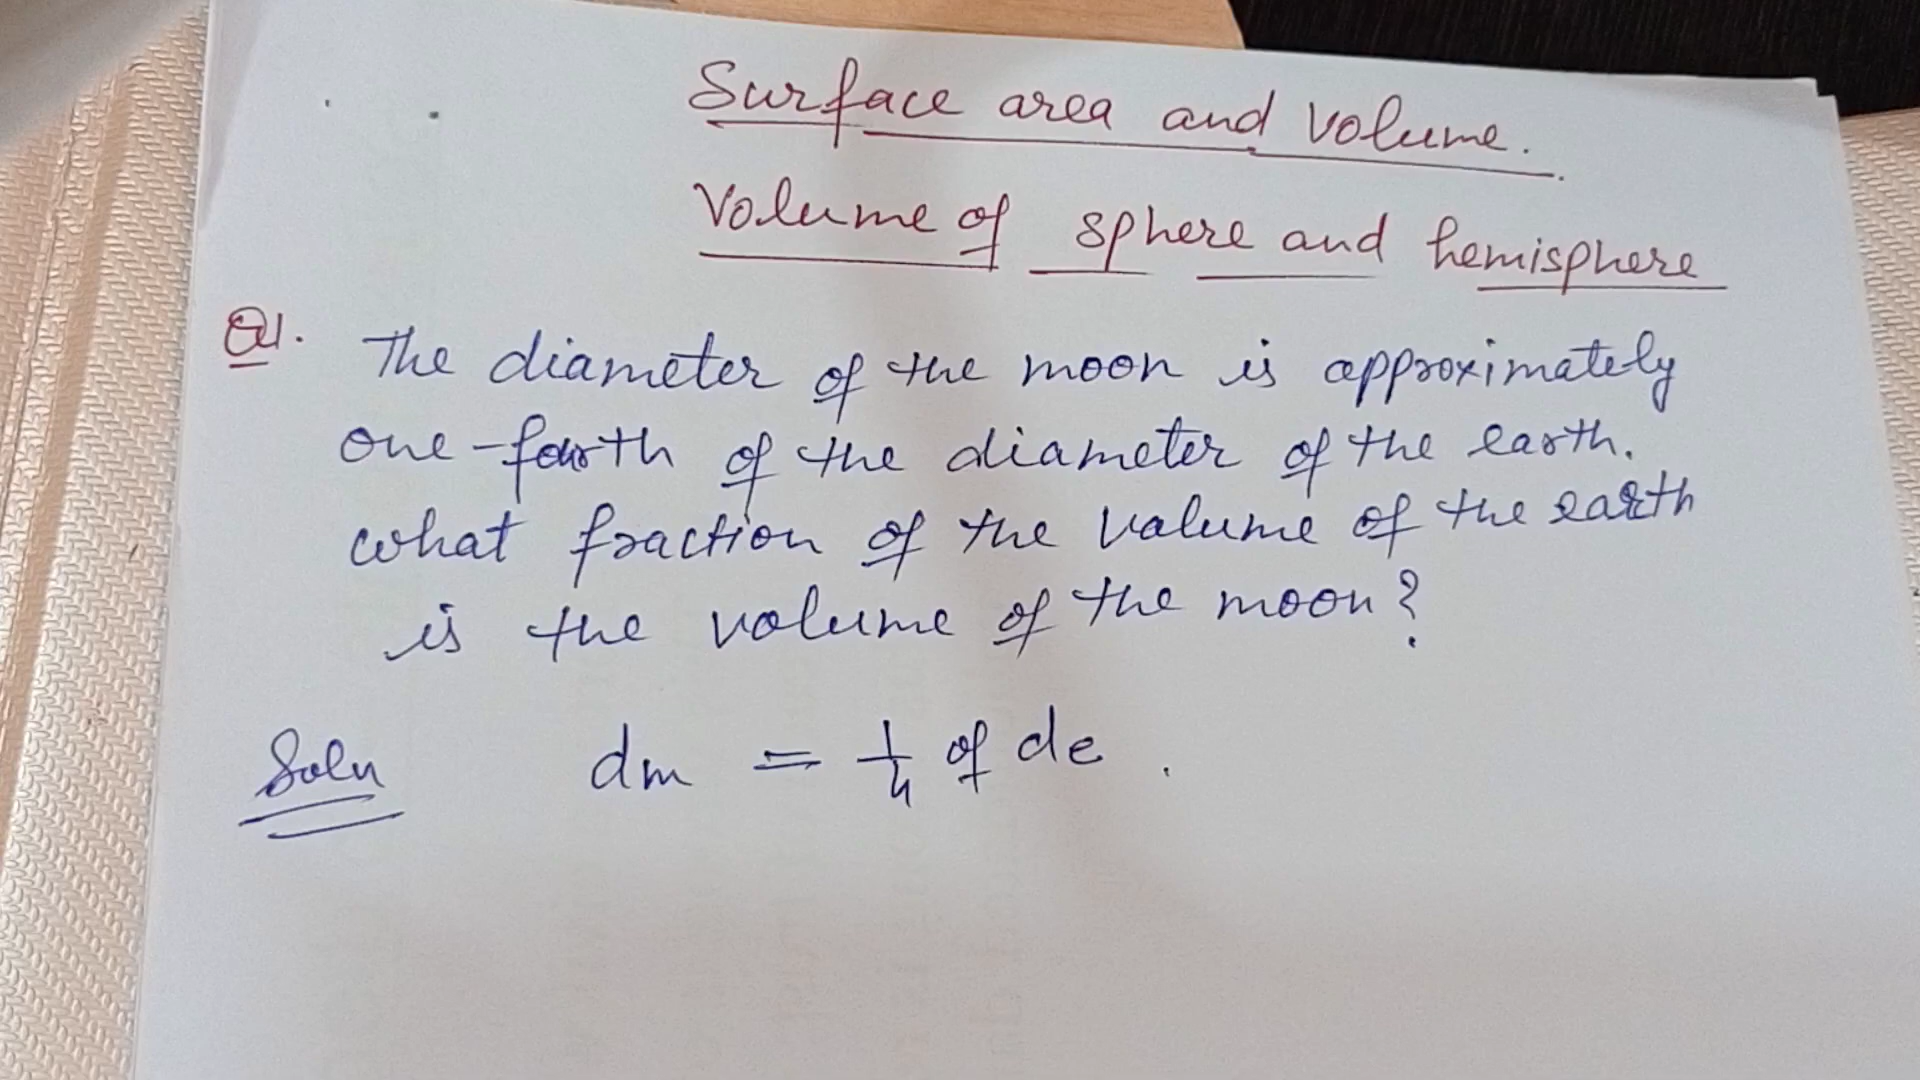 Surface area and volume.
Volume of sphere and hemisphere
Q1. The diameter of the moon is approximately
one-fourth of the diameter of the earth.
what fraction of the valume of the earth
is the volume of the moon?
Soln dm = 1/4 of de .